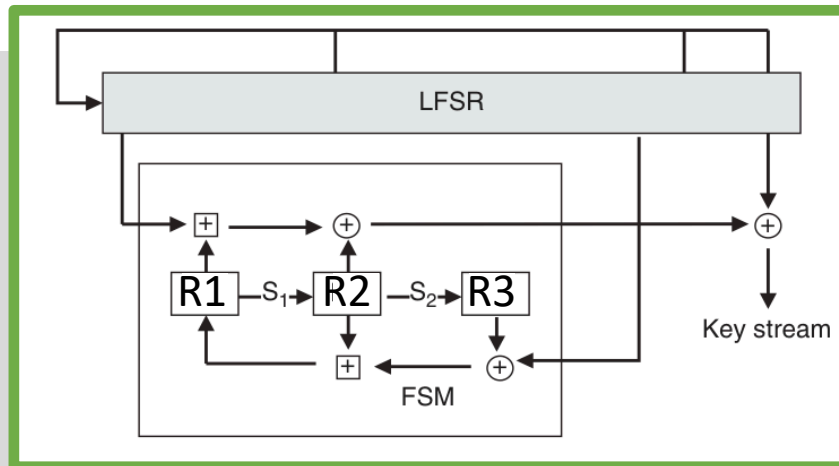 LFSR
+
+
+
R1
S₁
R2
S₂
R3
Key stream
+
+
FSM